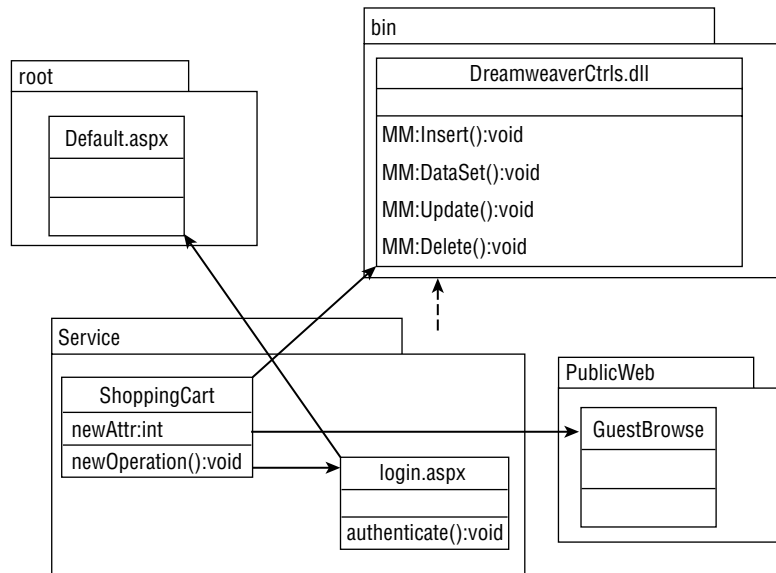 root
Default.aspx
bin
DreamweaverCtrls.dll
MM:Insert():void
MM:DataSet():void
MM:Update():void
MM:Delete():void
Service
ShoppingCart
newAttr:int
newOperation():void
login.aspx
authenticate():void
PublicWeb
GuestBrowse